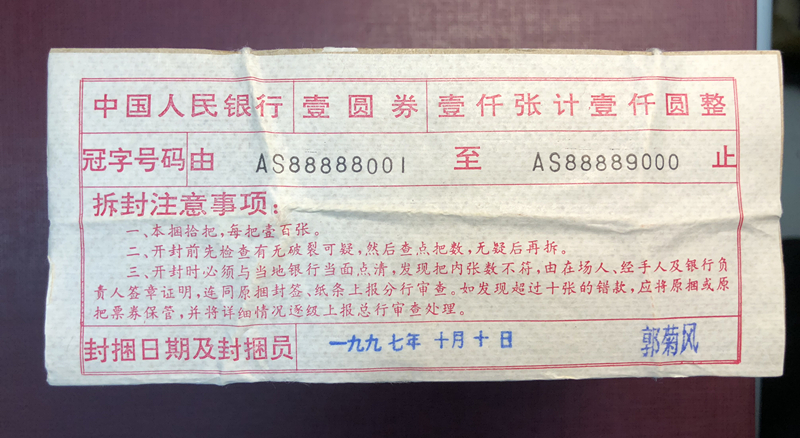 中国人民银行 壹圆券 壹仟张计壹仟圆整
冠字号码由 AS88888001 至 AS88889000 止
拆封注意事项：
一、本捆拾把，每把壹百张。
二、开封前先检查有无破裂可疑，然后查点把数，无疑后再拆。
三、开封时必须与当地银行当面点清，发现把内张数不符，由在场人、经手人及银行负
责人签章证明，连同原捆封签、纸条上报分行审查。如发现超过十张的错款，应将原捆或原
把票券保管，并将详细情况逐级上报总行审查处理。
封捆日期及封捆员 一九九七年 十月十日 郭菊风